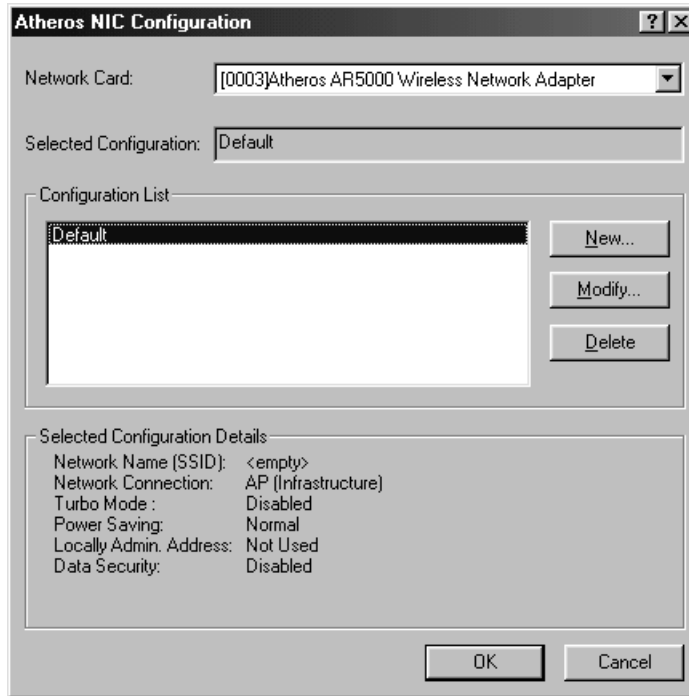 Atheros NIC Configuration
Network Card: [0003]Atheros AR5000 Wireless Network Adapter
Selected Configuration: Default
Configuration List
Default
New...
Modify...
Delete
Selected Configuration Details
Network Name (SSID): <empty>
Network Connection: AP (Infrastructure)
Turbo Mode : Disabled
Power Saving: Normal
Locally Admin. Address: Not Used
Data Security: Disabled
OK Cancel